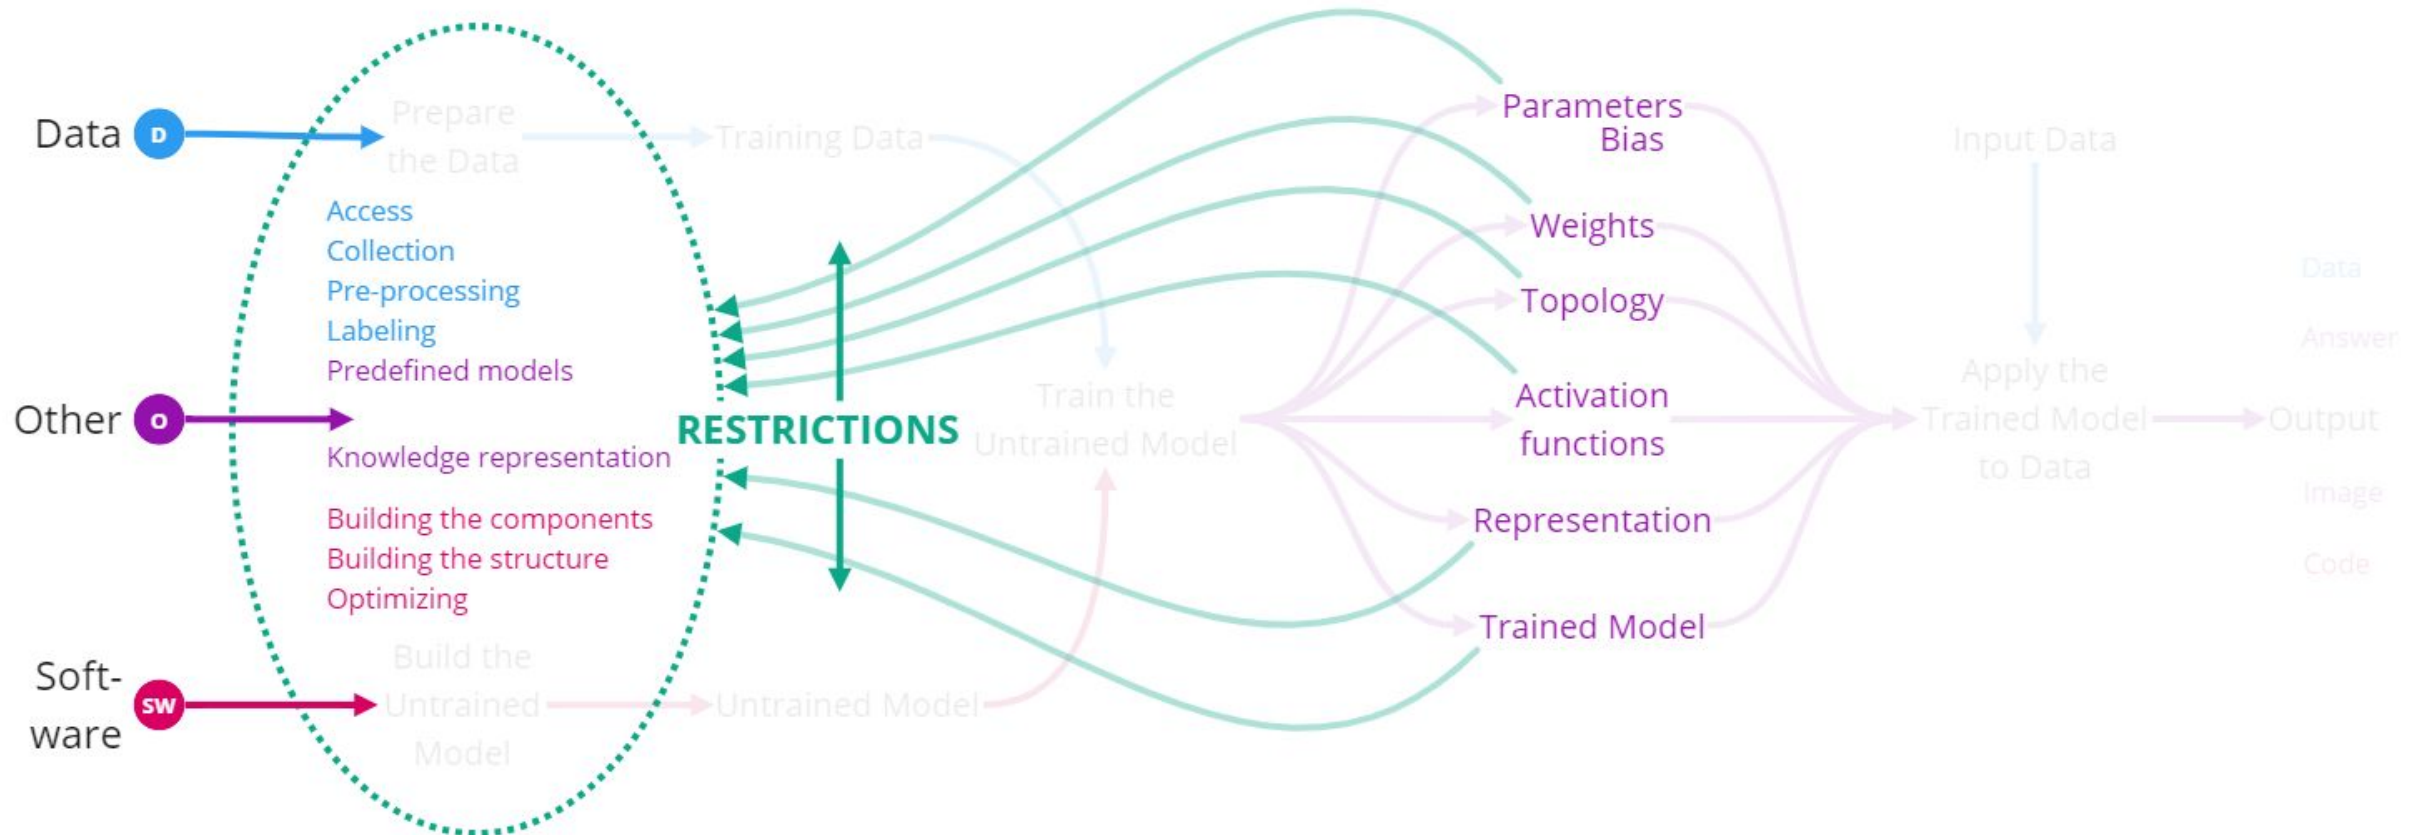 Data
D
Prepare
the Data
Training Data
Access
Collection
Pre-processing
Labeling
Predefined models
Other
O
Knowledge representation
Building the components
Building the structure
Optimizing
Soft-
ware
SW
Build the
Untrained
Model
Untrained Model
RESTRICTIONS
Train the
Untrained Model
Parameters
Bias
Weights
Topology
Activation
functions
Representation
Trained Model
Input Data
Apply the
Trained Model
to Data
Output
Data
Answer
Image
Code